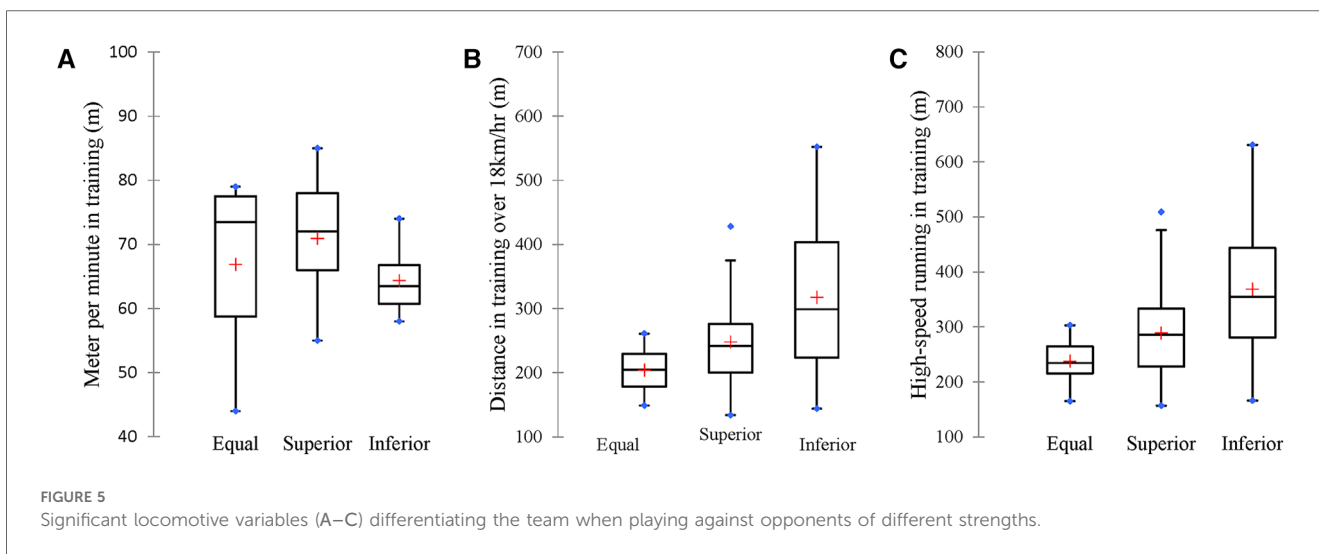 A
Meter per minute in training (m)
100
90
80
70
60
50
40
Equal Superior Inferior
B
Distance in training over 18km/hr (m)
700
600
500
400
300
200
100
Equal Superior Inferior
C
High-speed running in training (m)
800
700
600
500
400
300
200
100
Equal Superior Inferior
FIGURE 5
Significant locomotive variables (A–C) differentiating the team when playing against opponents of different strengths.